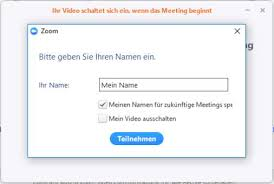 Ihr Video schaltet sich ein, wenn das Meeting beginnt
Zoom
Bitte geben Sie Ihren Namen ein.
Ihr Name:
Mein Name
Meinen Namen für zukünftige Meetings spe
Mein Video ausschalten
Teilnehmen